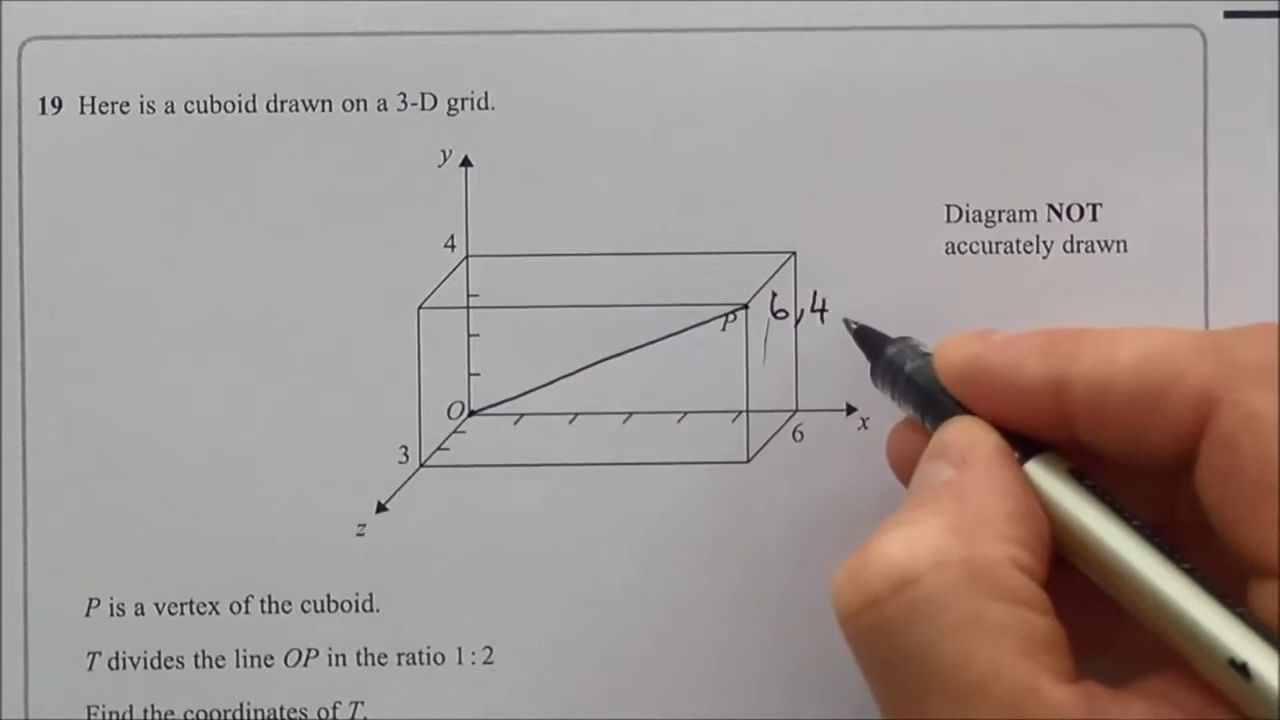 19 Here is a cuboid drawn on a 3-D grid.
y
4
Diagram NOT
accurately drawn
P 6,4
O
x
6
3
z
P is a vertex of the cuboid.
T divides the line OP in the ratio 1:2
Find the coordinates of T.